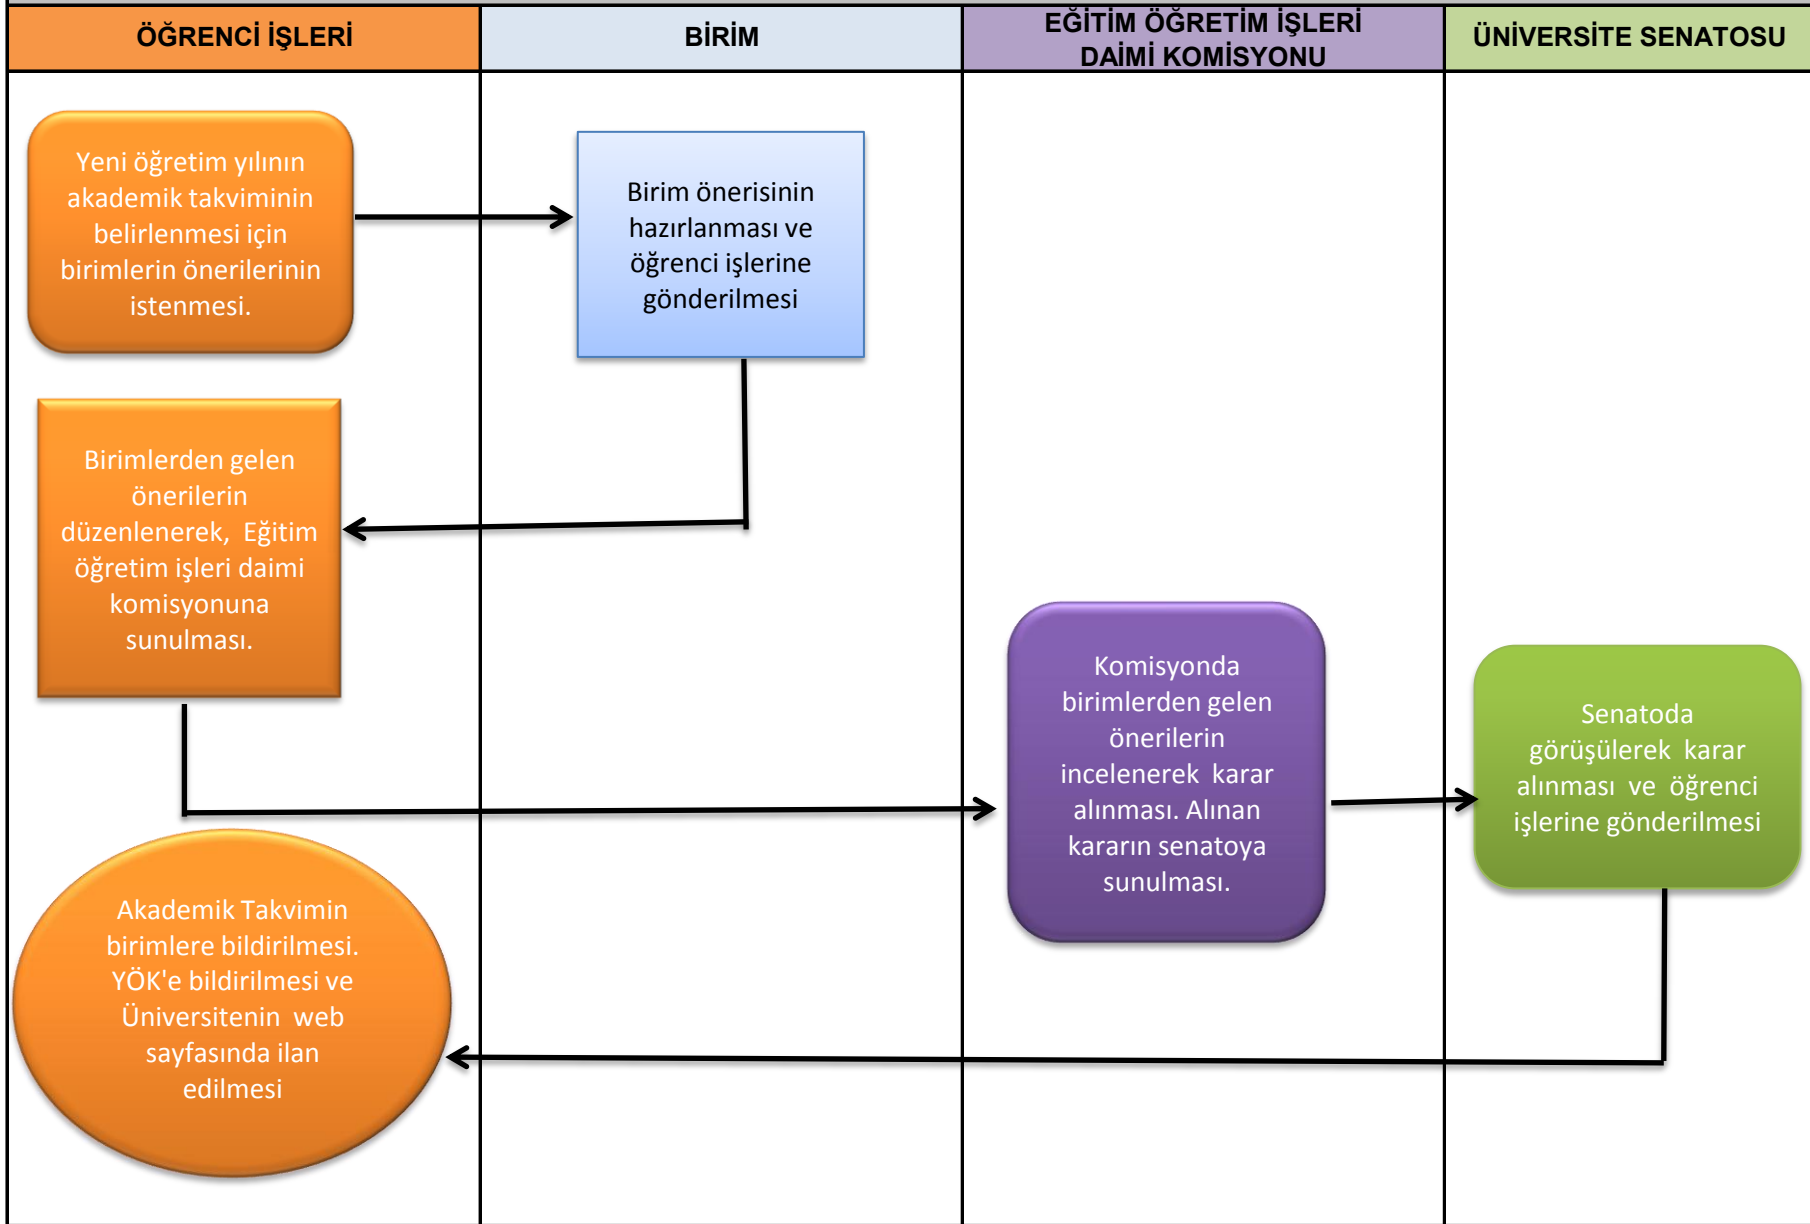 ÖĞRENCİ İŞLERİ
BİRİM
EĞİTİM ÖĞRETİM İŞLERİ
DAİMİ KOMİSYONU
ÜNİVERSİTE SENATOSU
Yeni öğretim yılının
akademik takviminin
belirlenmesi için
birimlerin önerilerinin
istenmesi.
Birim önerisinin
hazırlanması ve
öğrenci işlerine
gönderilmesi
Birimlerden gelen
önerilerin
düzenlenerek, Eğitim
öğretim işleri daimi
komisyonuna
sunulması.
Komisyonda
birimlerden gelen
önerilerin
incelenerek karar
alınması. Alınan
kararın senatoya
sunulması.
Senatoda
görüşülerek karar
alınması ve öğrenci
işlerine gönderilmesi
Akademik Takvimin
birimlere bildirilmesi.
YÖK'e bildirilmesi ve
Üniversitenin web
sayfasında ilan
edilmesi